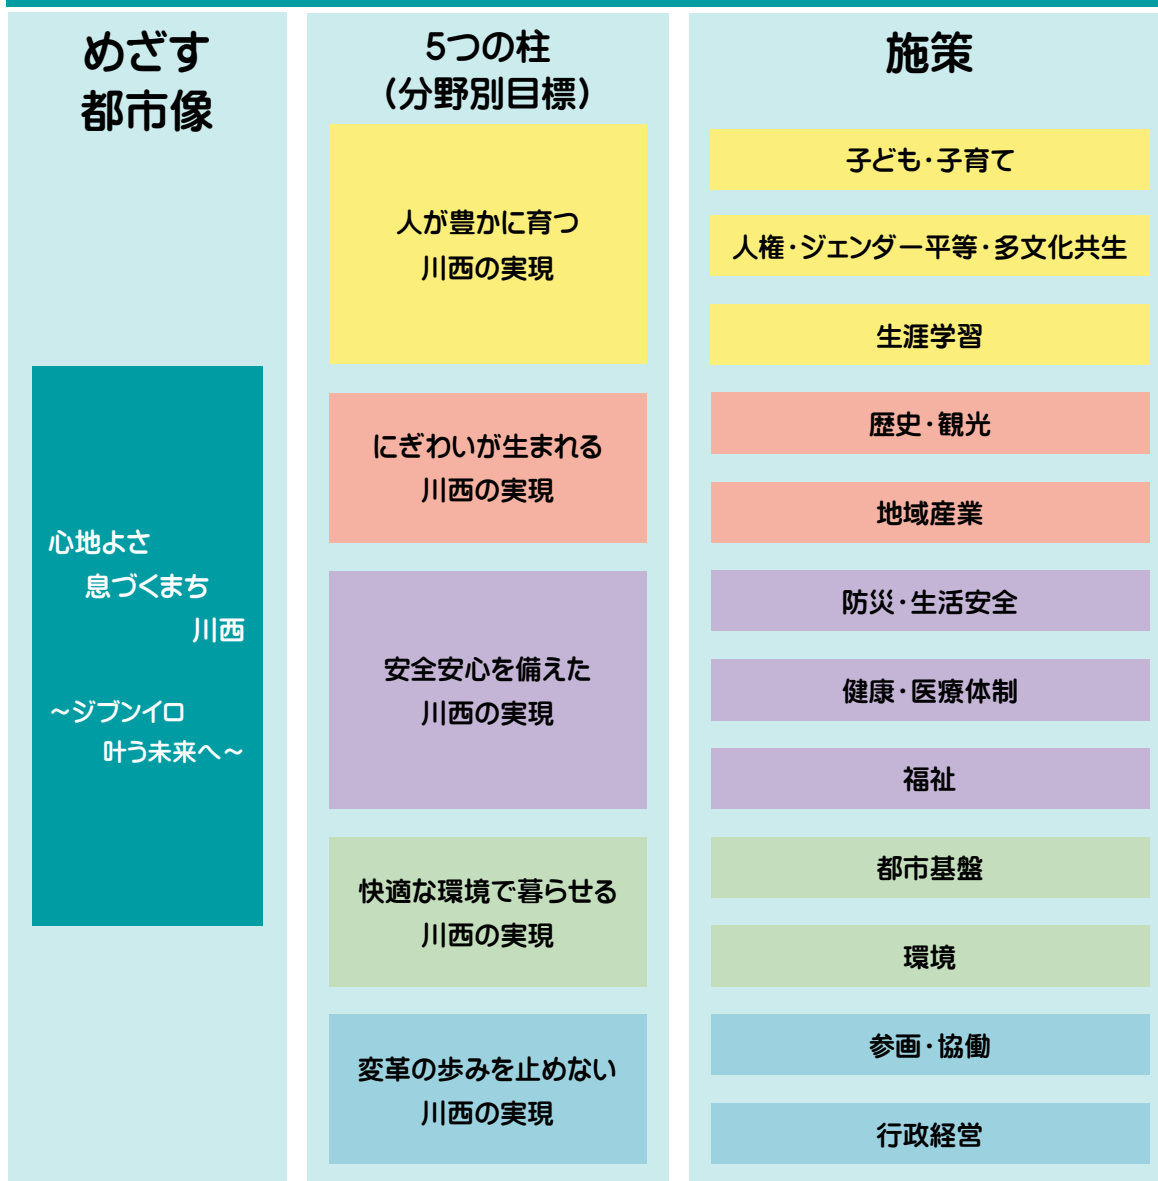 めざす
都市像
心地よさ
息づくまち
川西
～ジブンイロ
叶う未来へ～
5つの柱
(分野別目標)
人が豊かに育つ
川西の実現
にぎわいが生まれる
川西の実現
安全安心を備えた
川西の実現
快適な環境で暮らせる
川西の実現
変革の歩みを止めない
川西の実現
施策
子ども・子育て
人権・ジェンダー平等・多文化共生
生涯学習
歴史・観光
地域産業
防災・生活安全
健康・医療体制
福祉
都市基盤
環境
参画・協働
行政経営